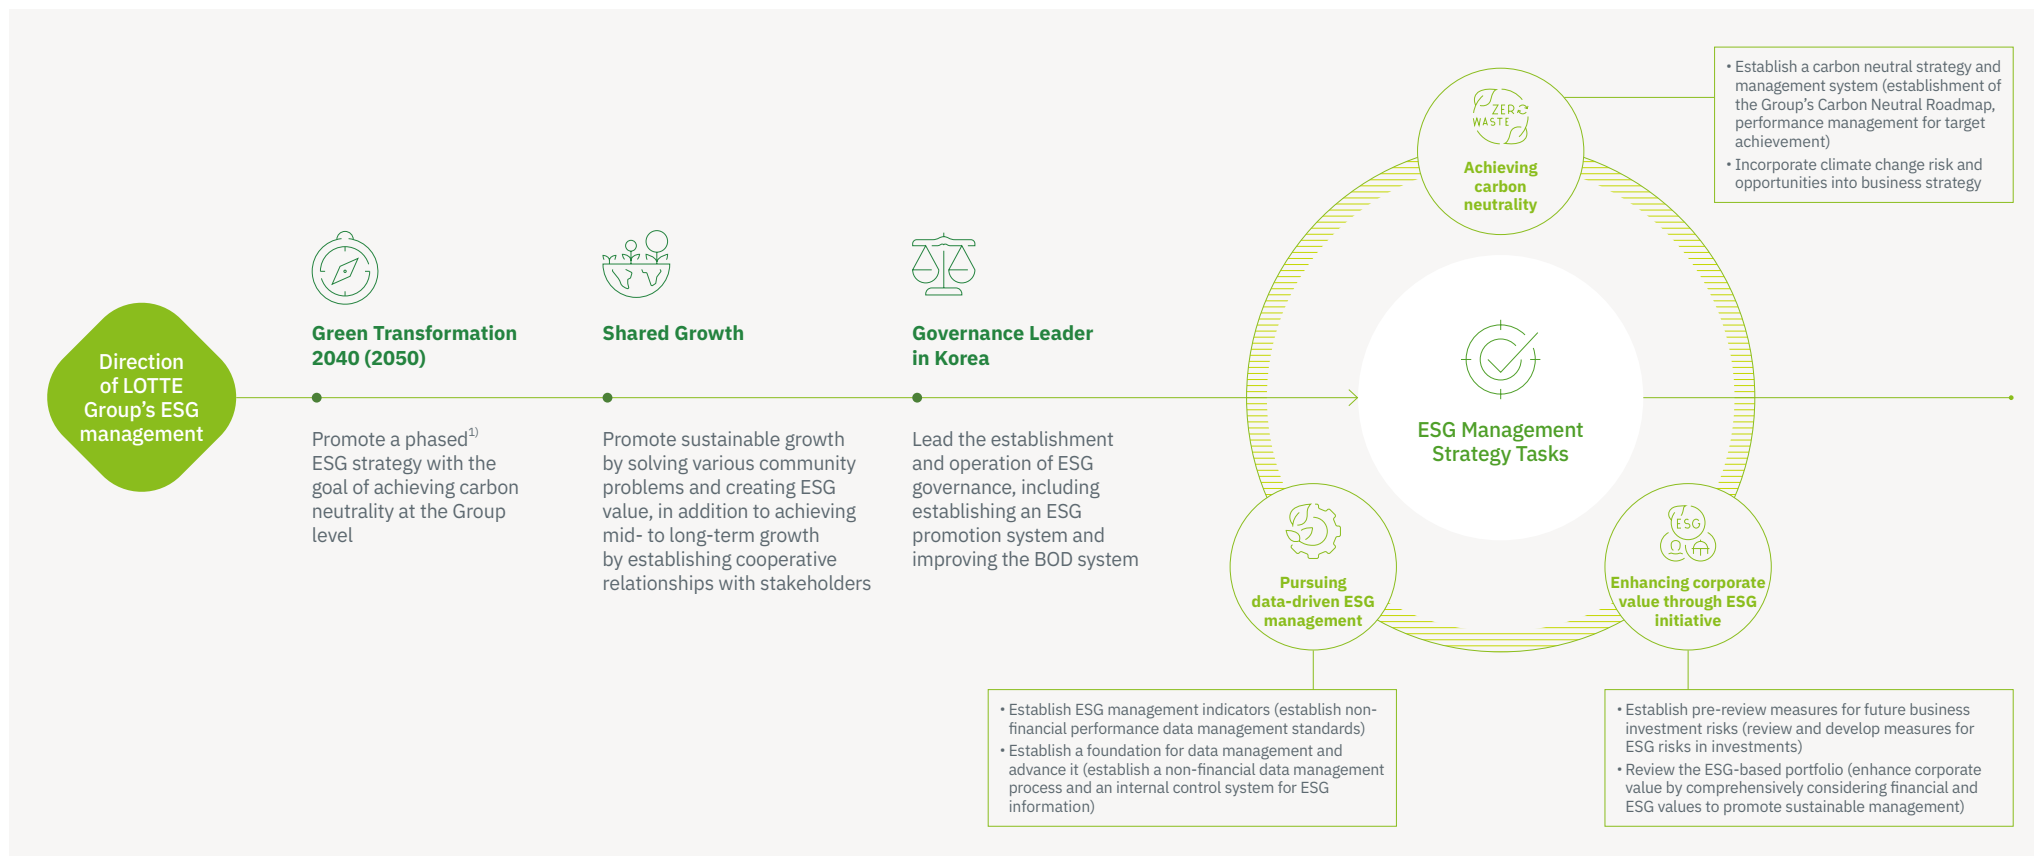 Direction
of LOTTE
Group's ESG
management
Green Transformation
2040 (2050)
Promote a phased1)
ESG strategy with the
goal of achieving carbon
neutrality at the Group
level
Shared Growth
Promote sustainable growth
by solving various community
problems and creating ESG
value, in addition to achieving
mid- to long-term growth
by establishing cooperative
relationships with stakeholders
Governance Leader
in Korea
Lead the establishment
and operation of ESG
governance, including
establishing an ESG
promotion system and
improving the BOD system
ESG Management
Strategy Tasks
ZERO
WASTE
Achieving
carbon
neutrality
• Establish a carbon neutral strategy and
management system (establishment of
the Group's Carbon Neutral Roadmap,
performance management for target
achievement)
• Incorporate climate change risk and
opportunities into business strategy
Pursuing
data-driven ESG
management
• Establish ESG management indicators (establish non-
financial performance data management standards)
• Establish a foundation for data management and
advance it (establish a non-financial data management
process and an internal control system for ESG
information)
ESG
Enhancing corporate
value through ESG
initiative
• Establish pre-review measures for future business
investment risks (review and develop measures for
ESG risks in investments)
• Review the ESG-based portfolio (enhance corporate
value by comprehensively considering financial and
ESG values to promote sustainable management)